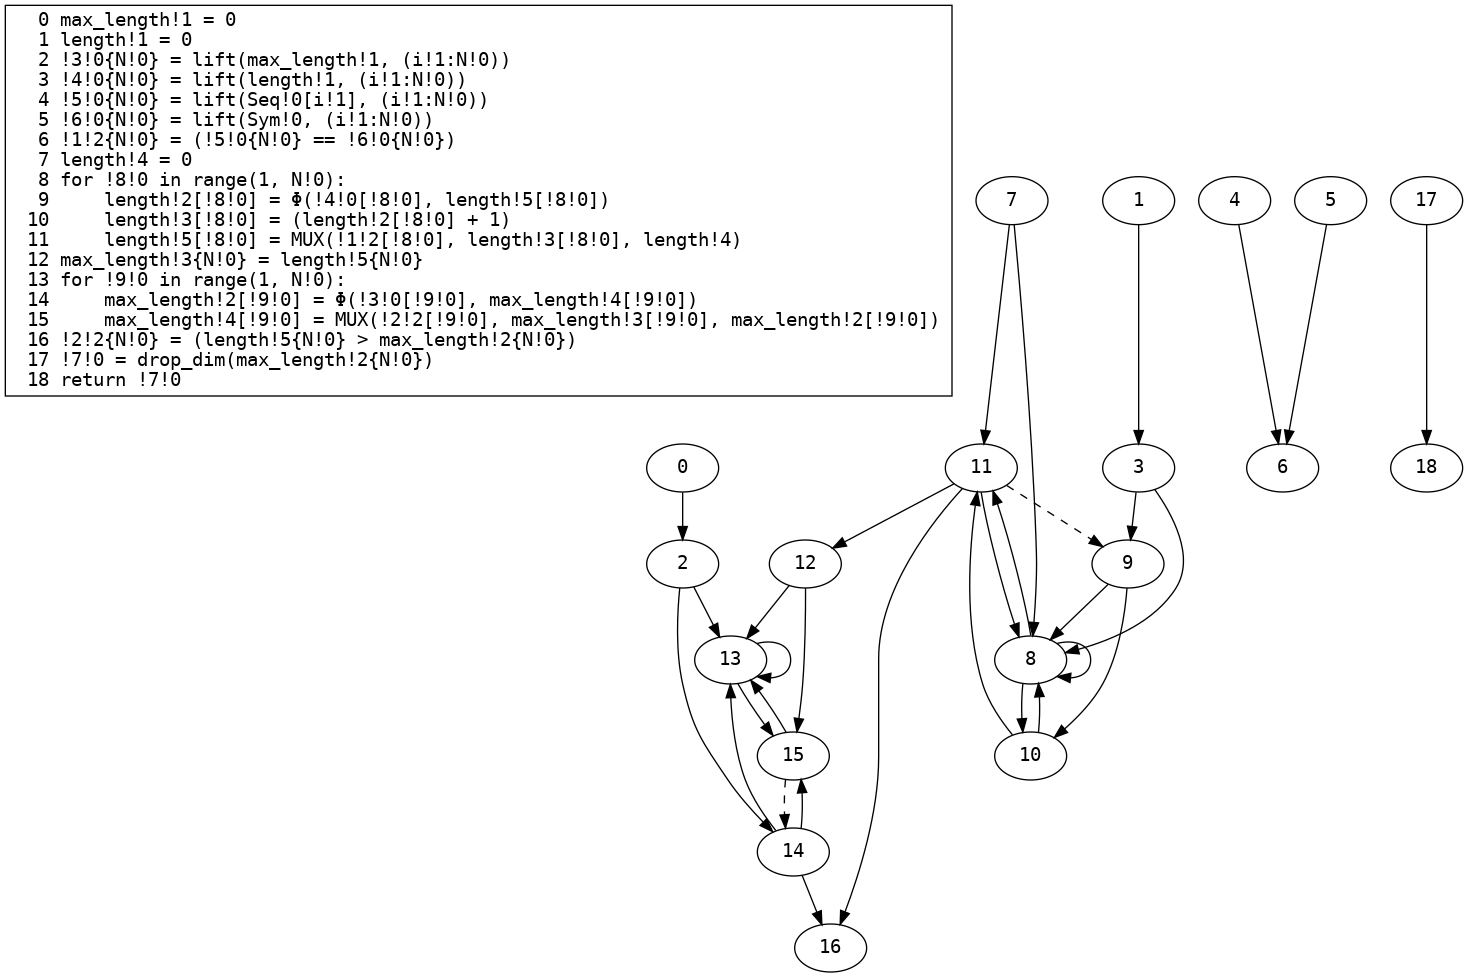 0 max_length!1 = 0
1 length!1 = 0
2 !3!0{N!0} = lift(max_length!1, (i!1:N!0))
3 !4!0{N!0} = lift(length!1, (i!1:N!0))
4 !5!0{N!0} = lift(Seq!0[i!1], (i!1:N!0))
5 !6!0{N!0} = lift(Sym!0, (i!1:N!0))
6 !1!2{N!0} = (!5!0{N!0} == !6!0{N!0})
7 length!4 = 0
8 for !8!0 in range(1, N!0):
9     length!2[!8!0] = Φ(!4!0[!8!0], length!5[!8!0])
10     length!3[!8!0] = (length!2[!8!0] + 1)
11     length!5[!8!0] = MUX(!1!2[!8!0], length!3[!8!0], length!4)
12 max_length!3{N!0} = length!5{N!0}
13 for !9!0 in range(1, N!0):
14     max_length!2[!9!0] = Φ(!3!0[!9!0], max_length!4[!9!0])
15     max_length!4[!9!0] = MUX(!2!2[!9!0], max_length!3[!9!0], max_length!2[!9!0])
16 !2!2{N!0} = (length!5{N!0} > max_length!2{N!0})
17 !7!0 = drop_dim(max_length!2{N!0})
18 return !7!0
7
1
4
5
17
0
11
3
6
18
2
12
9
13
8
15
10
14
16